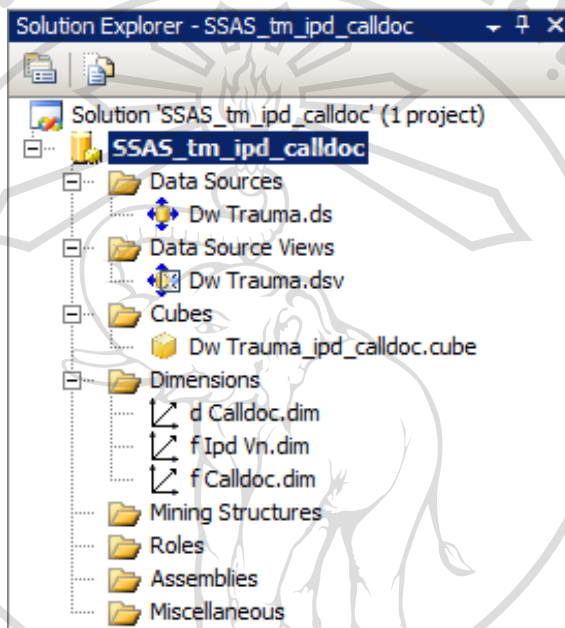 Solution Explorer - SSAS_tm_ipd_calldoc
Solution 'SSAS_tm_ipd_calldoc' (1 project)
SSAS_tm_ipd_calldoc
Data Sources
Dw Trauma.ds
Data Source Views
Dw Trauma.dsv
Cubes
Dw Trauma_ipd_calldoc.cube
Dimensions
d Calldoc.dim
f Ipd Vn.dim
f Calldoc.dim
Mining Structures
Roles
Assemblies
Miscellaneous